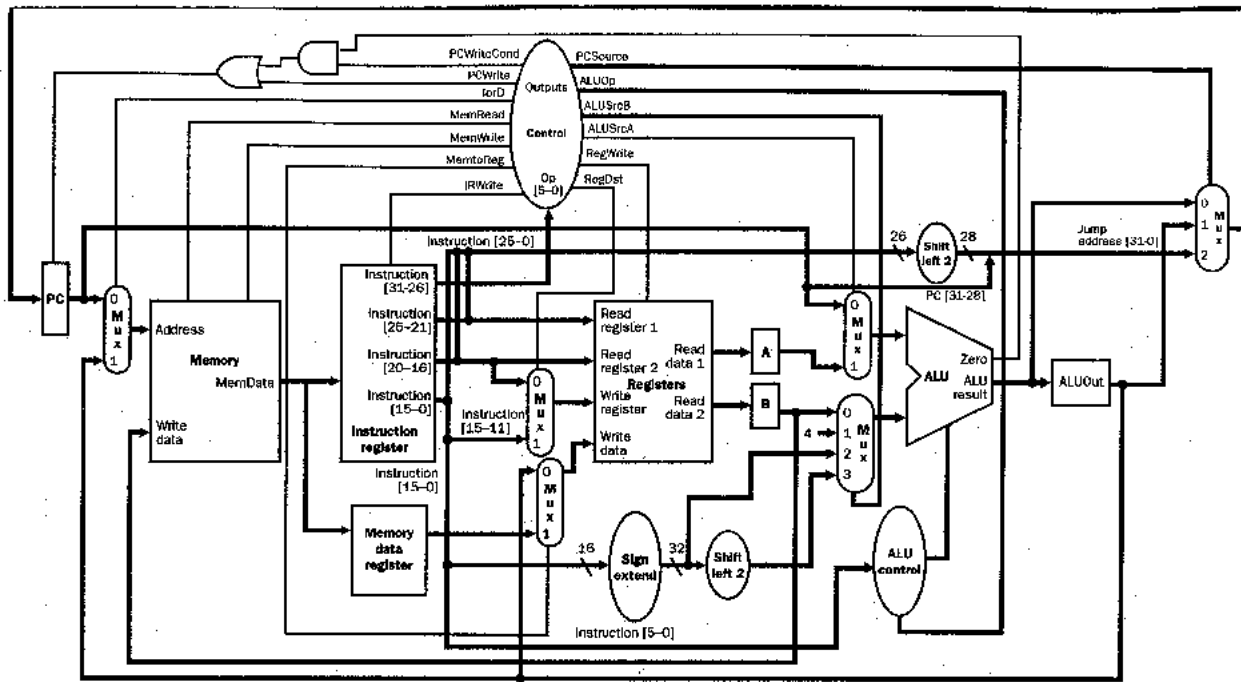 PCWriteCond
PCSource
PCWrite
ALUOp
IorD
Outputs
ALUSrcB
MemRead
ALUSrcA
Control
MemWrite
RegWrite
MemtoReg
Op
[5-0]
RegDst
IRWrite
Instruction [25-0]
26
Shift
left 2
28
Jump
address [31-0]
0
1
2
M
u
x
PC
0
M
u
x
1
Address
Memory
MemData
Write
data
Instruction
[31-26]
Instruction
[25-21]
Instruction
[20-16]
Instruction
[15-0]
Instruction
register
Instruction
[15-11]
Instruction
[15-0]
0
M
u
x
1
0
M
u
x
1
Read
register 1
Read
register 2
Registers
Write
register
Write
data
Read
data 1
Read
data 2
A
B
PC [31-28]
0
M
u
x
1
4
0
1
2
3
M
u
x
Zero
ALU
ALU
result
ALUOut
Memory
data
register
16
Sign
extend
32
Shift
left 2
ALU
control
Instruction [5-0]